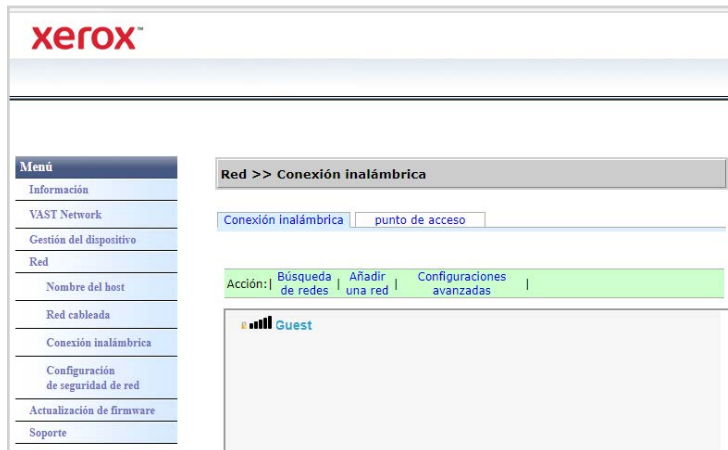 xerox™
Menú
Información
VAST Network
Gestión del dispositivo
Red
Nombre del host
Red cableada
Conexión inalámbrica
Configuración
de seguridad de red
Actualización de firmware
Soporte
Red >> Conexión inalámbrica
Conexión inalámbrica punto de acceso
Acción:| Búsqueda de redes | Añadir una red | Configuraciones avanzadas |
Guest